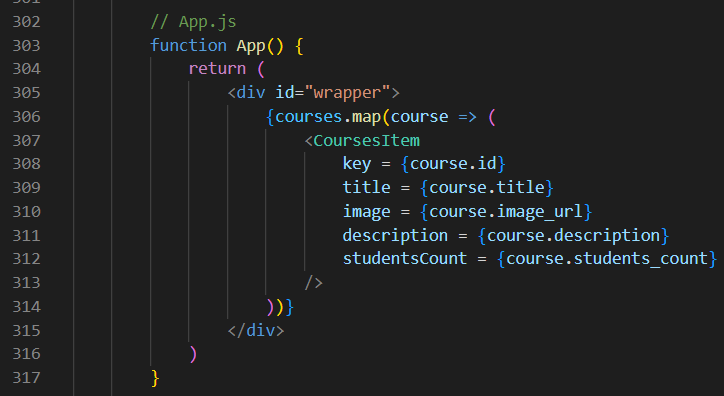 301
302 // App.js
303 function App() {
304 return (
305 <div id="wrapper">
306 {courses.map(course => (
307 <CoursesItem
308 key = {course.id}
309 title = {course.title}
310 image = {course.image_url}
311 description = {course.description}
312 studentsCount = {course.students_count}
313 />
314 ))}
315 </div>
316 )
317 }